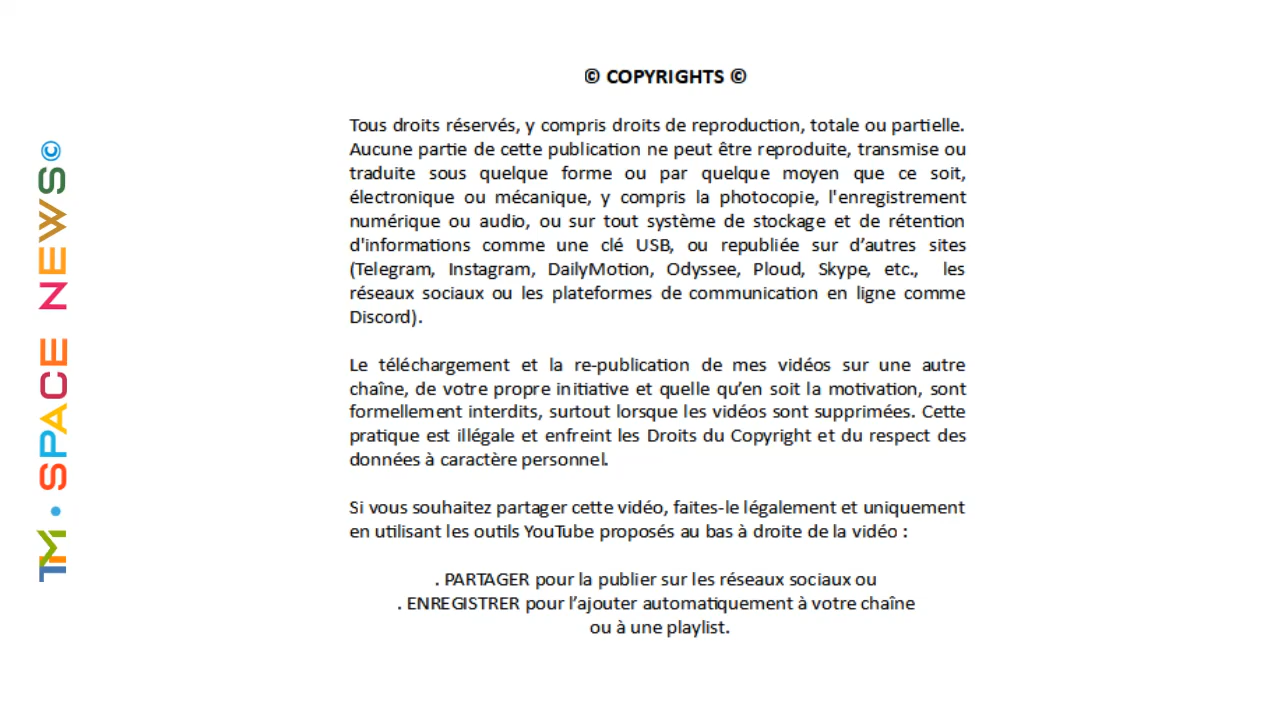 © COPYRIGHTS ©
Tous droits réservés, y compris droits de reproduction, totale ou partielle.
Aucune partie de cette publication ne peut être reproduite, transmise ou
traduite sous quelque forme ou par quelque moyen que ce soit,
électronique ou mécanique, y compris la photocopie, l'enregistrement
numérique ou audio, ou sur tout système de stockage et de rétention
d'informations comme une clé USB, ou republiée sur d’autres sites
(Telegram, Instagram, DailyMotion, Odyssee, Ploud, Skype, etc., les
réseaux sociaux ou les plateformes de communication en ligne comme
Discord).
Le téléchargement et la re-publication de mes vidéos sur une autre
chaîne, de votre propre initiative et quelle qu’en soit la motivation, sont
formellement interdits, surtout lorsque les vidéos sont supprimées. Cette
pratique est illégale et enfreint les Droits du Copyright et du respect des
données à caractère personnel.
Si vous souhaitez partager cette vidéo, faites-le légalement et uniquement
en utilisant les outils YouTube proposés au bas à droite de la vidéo :
. PARTAGER pour la publier sur les réseaux sociaux ou
. ENREGISTRER pour l’ajouter automatiquement à votre chaîne
ou à une playlist.
TM • SPACE NEWS©